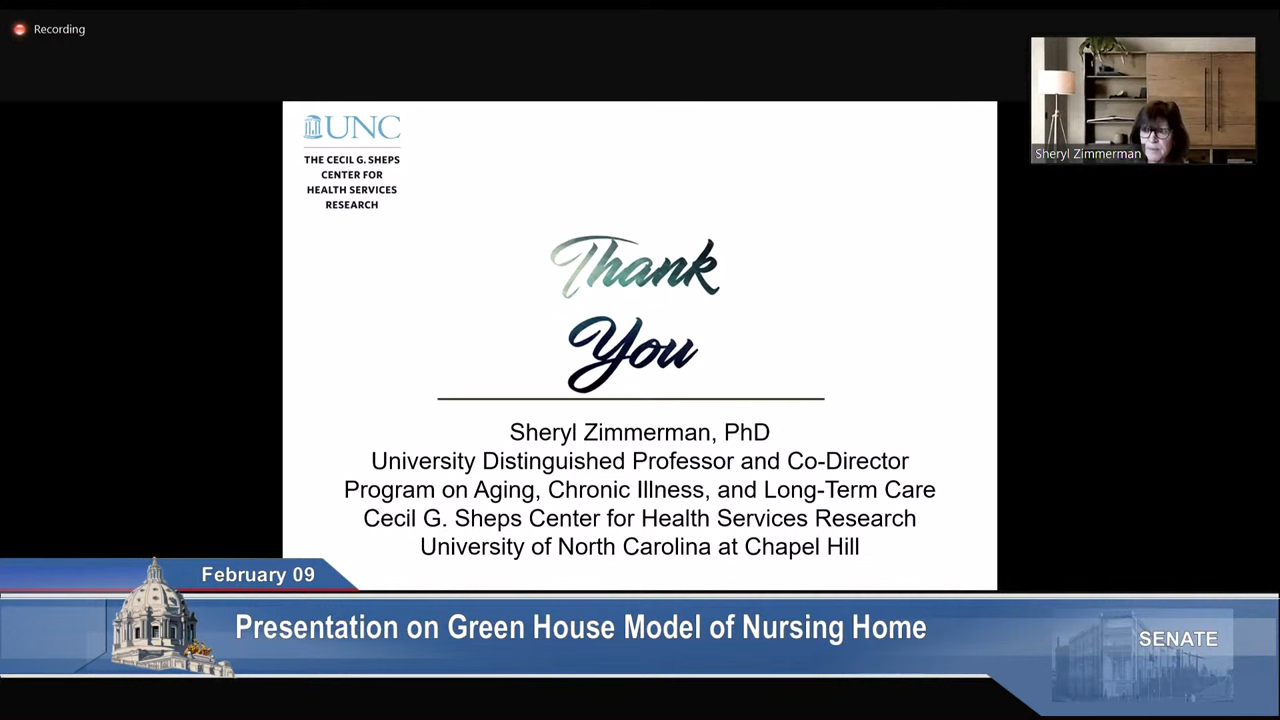 Recording
Sheryl Zimmerman
UNC
THE CECIL G. SHEPS
CENTER FOR
HEALTH SERVICES
RESEARCH
Thank
You
Sheryl Zimmerman, PhD
University Distinguished Professor and Co-Director
Program on Aging, Chronic Illness, and Long-Term Care
Cecil G. Sheps Center for Health Services Research
University of North Carolina at Chapel Hill
February 09
Presentation on Green House Model of Nursing Home
SENATE